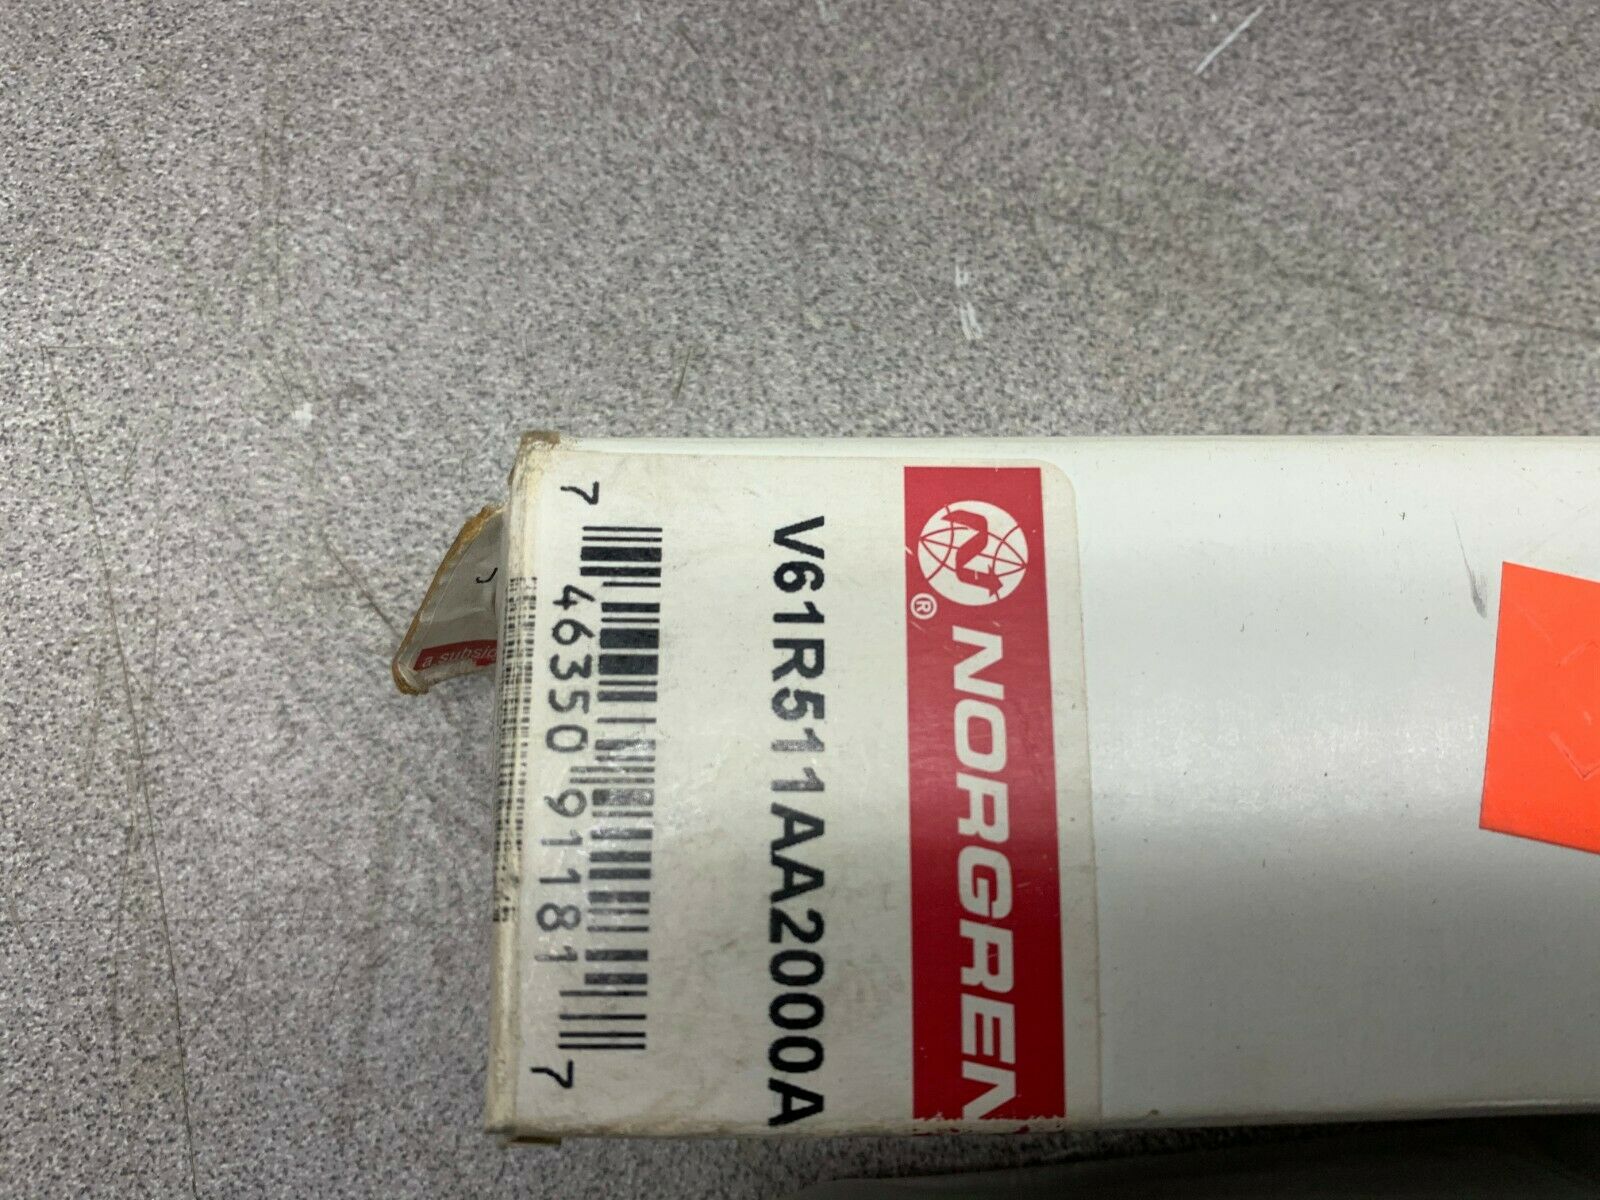 NORGREN
®
V61R511AA2000A
7 46350 91181 7
a subsid